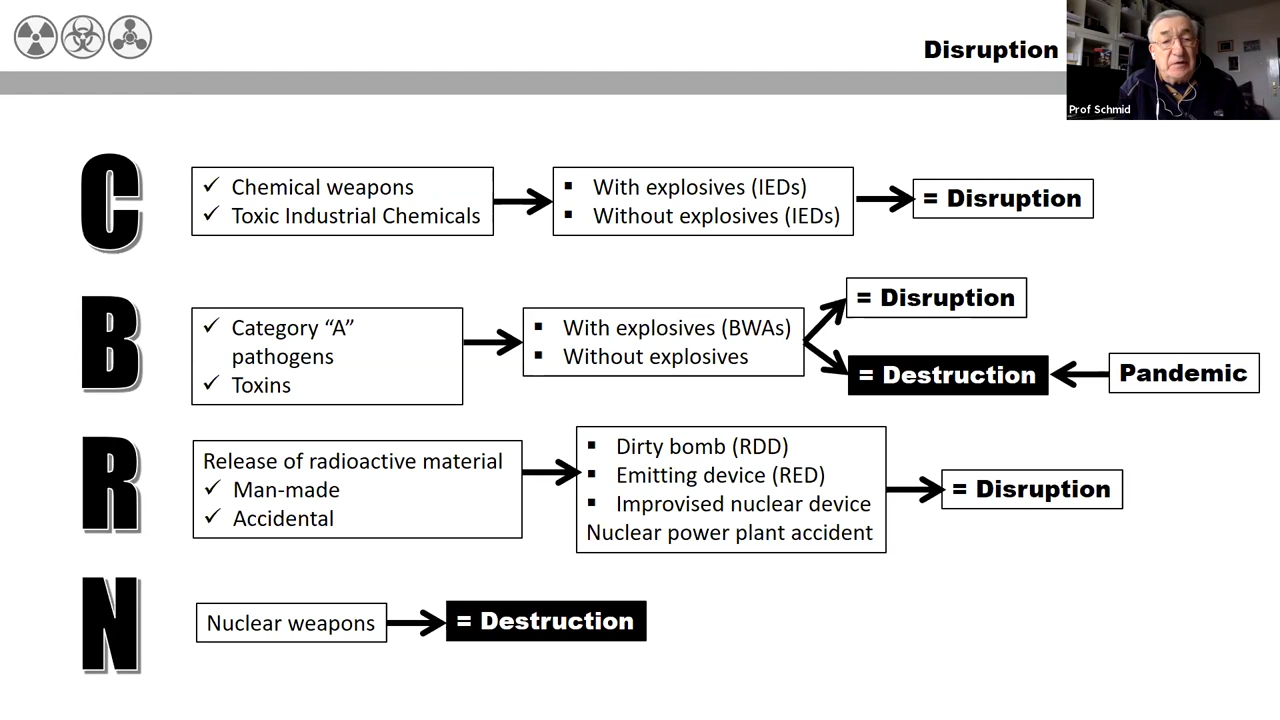 Disruption
Prof Schmid
C
Chemical weapons
Toxic Industrial Chemicals
With explosives (IEDs)
Without explosives (IEDs)
= Disruption
B
Category “A”
pathogens
Toxins
With explosives (BWAs)
Without explosives
= Disruption
= Destruction
Pandemic
R
Release of radioactive material
Man-made
Accidental
Dirty bomb (RDD)
Emitting device (RED)
Improvised nuclear device
Nuclear power plant accident
= Disruption
N
Nuclear weapons
= Destruction